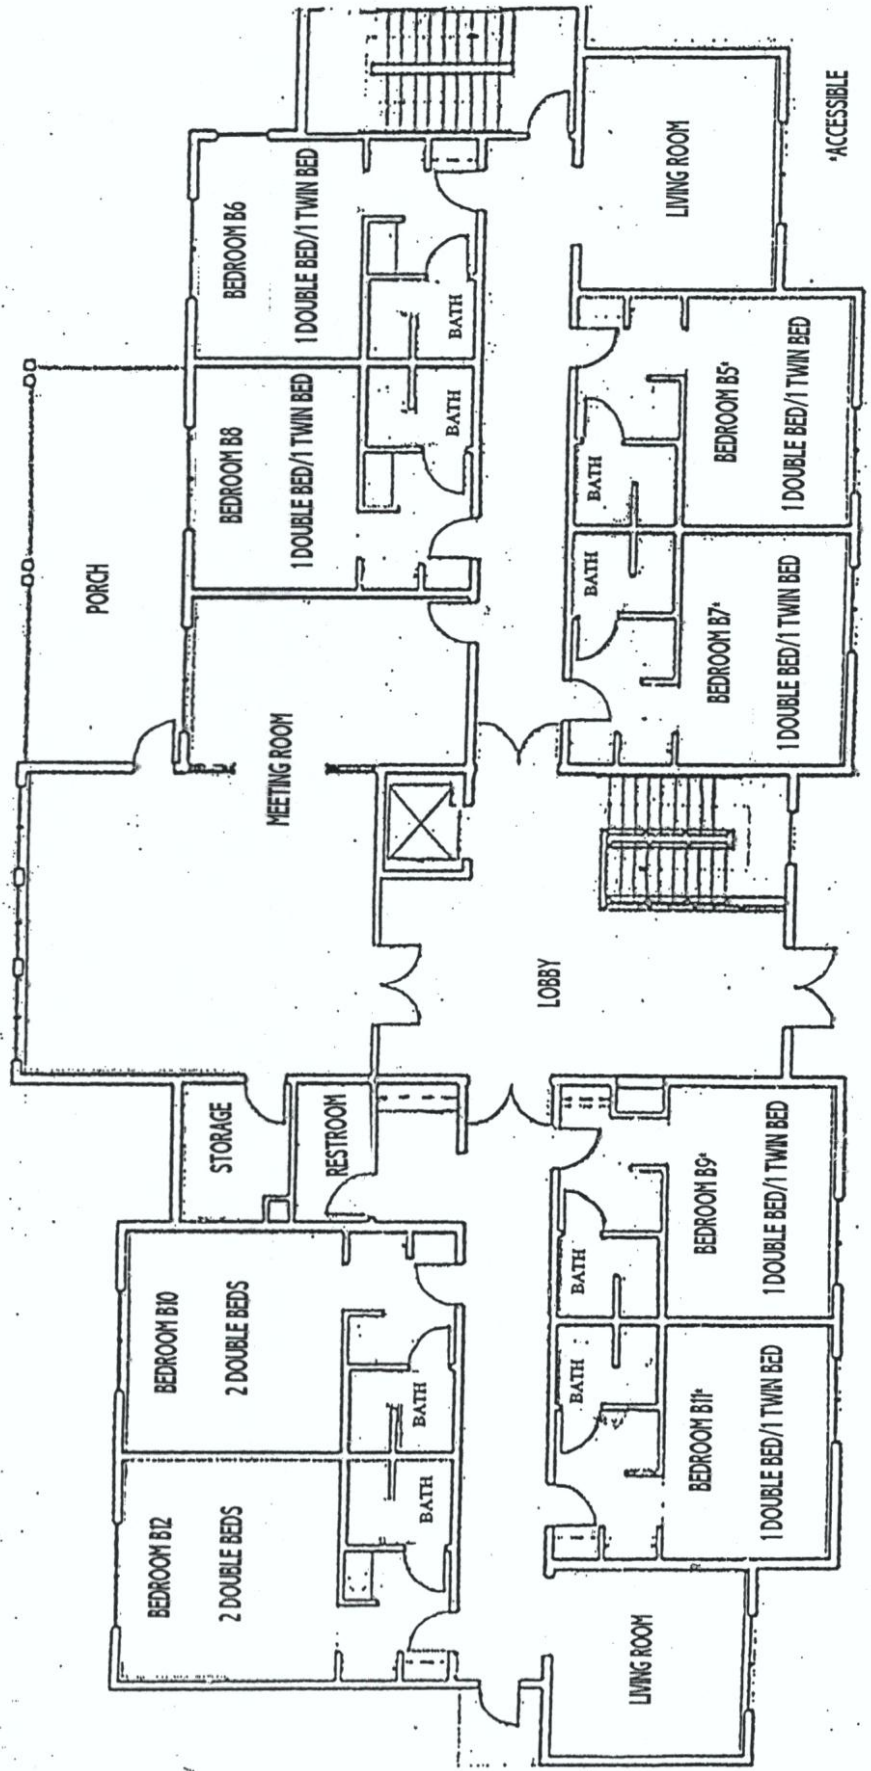 BEDROOM B12
2 DOUBLE BEDS
BATH
BEDROOM B10
2 DOUBLE BEDS
BATH
STORAGE
RESTROOM
MEETING ROOM
PORCH
BEDROOM B8
1 DOUBLE BED/1 TWIN BED
BATH
BEDROOM B6
1 DOUBLE BED/1 TWIN BED
BATH
LOBBY
LIVING ROOM
BATH
BEDROOM B11*
1 DOUBLE BED/1 TWIN BED
BATH
BEDROOM B9*
1 DOUBLE BED/1 TWIN BED
BATH
BEDROOM B7*
1 DOUBLE BED/1 TWIN BED
BATH
BEDROOM B5*
1 DOUBLE BED/1 TWIN BED
LIVING ROOM
*ACCESSIBLE